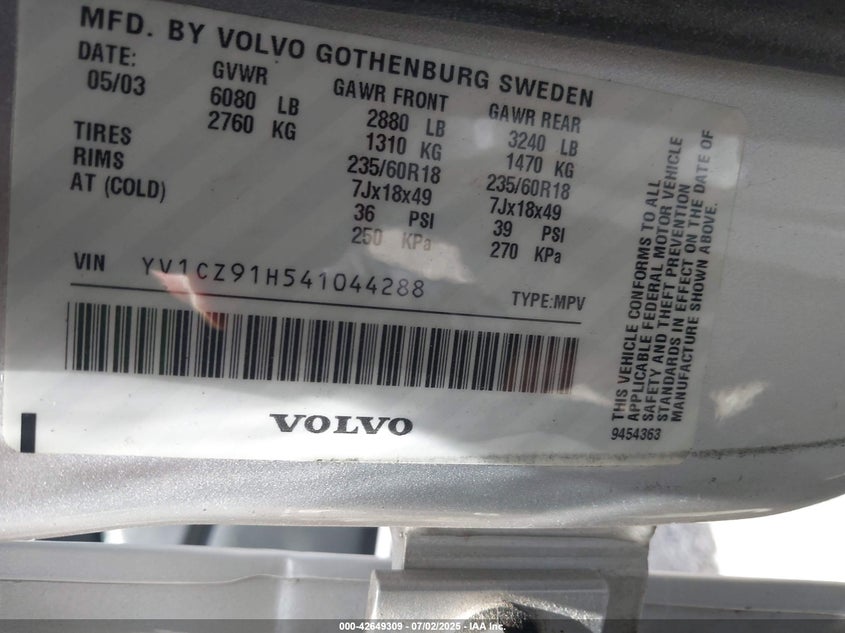 MFD. BY VOLVO GOTHENBURG SWEDEN
DATE: GVWR GAWR FRONT GAWR REAR
05/03 6080 LB 2880 LB 3240 LB
2760 KG 1310 KG 1470 KG
TIRES 235/60R18 235/60R18
RIMS 7Jx18x49 7Jx18x49
AT (COLD) 36 PSI 39 PSI
250 KPa 270 KPa
VIN YV1CZ91H541044288 TYPE:MPV
VOLVO
THIS VEHICLE CONFORMS TO ALL
APPLICABLE FEDERAL MOTOR VEHICLE
SAFETY AND THEFT PREVENTION
STANDARDS IN EFFECT ON THE DATE OF
MANUFACTURE SHOWN ABOVE.
9454363
000-42649309 - 07/02/2025 - IAA Inc.